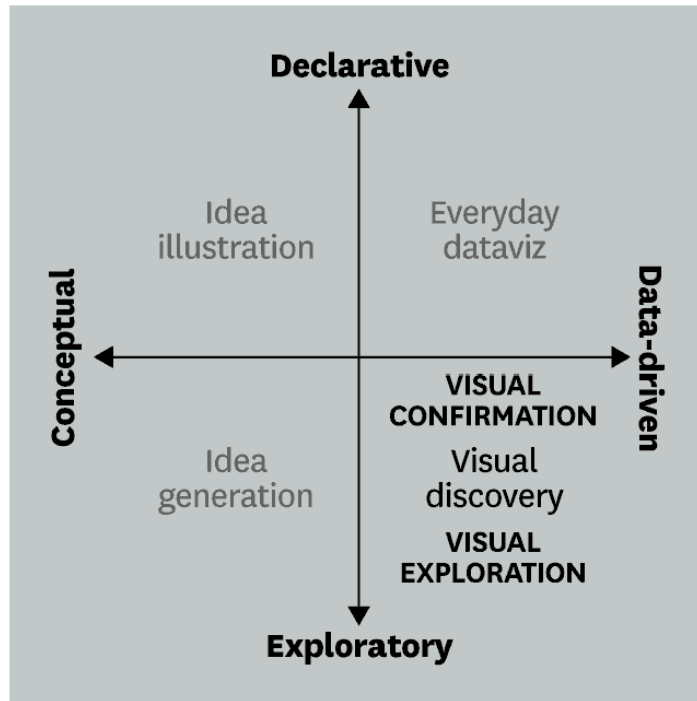 Declarative
Idea
illustration
Everyday
dataviz
Conceptual
Data-driven
VISUAL
CONFIRMATION
Idea
generation
Visual
discovery
VISUAL
EXPLORATION
Exploratory